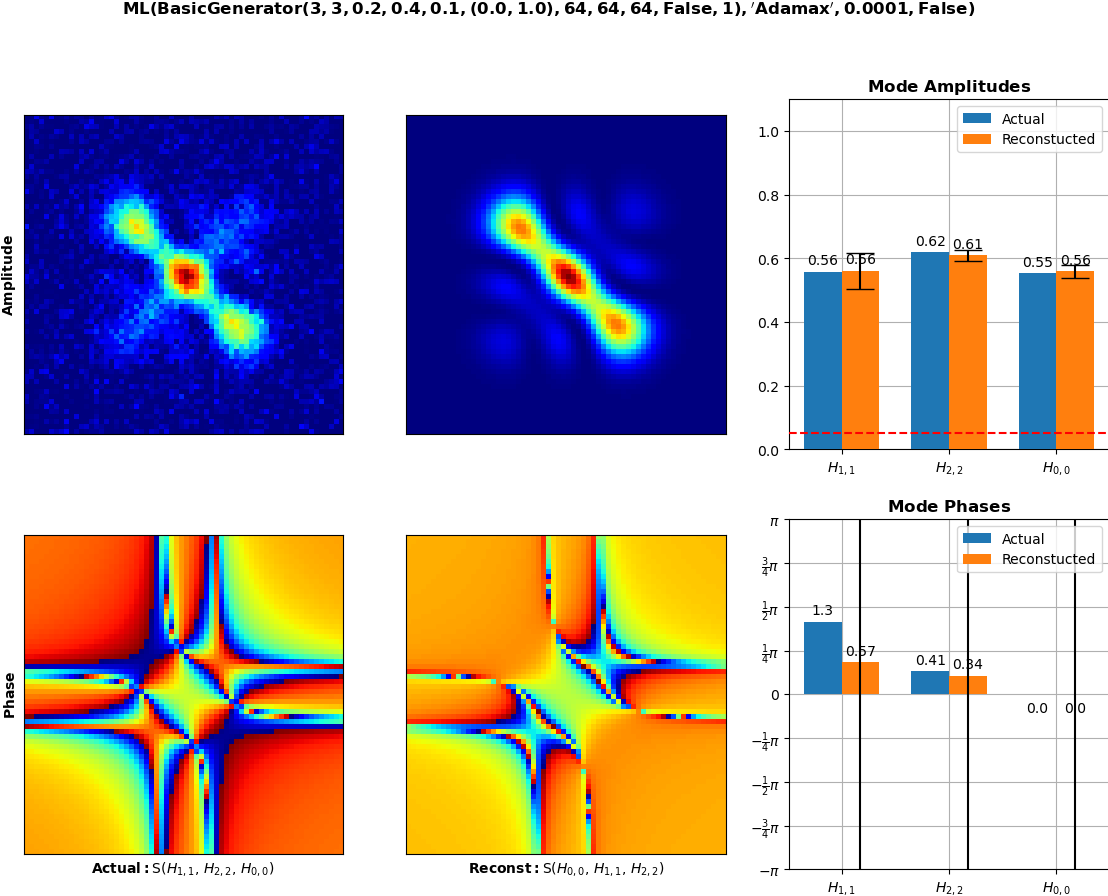 ML(BasicGenerator(3, 3, 0.2, 0.4, 0.1, (0.0, 1.0), 64, 64, 64, False, 1), ′Adamax′, 0.0001, False)
Amplitude
Mode Amplitudes
Actual
Reconstucted
1.0
0.8
0.6
0.4
0.2
0.0
0.56
0.56
0.62
0.61
0.55
0.56
H1,1
H2,2
H0,0
Phase
Actual: S(H1,1, H2,2, H0,0)
Reconst: S(H0,0, H1,1, H2,2)
Mode Phases
Actual
Reconstucted
π
3/4π
1/2π
1/4π
0
−1/4π
−1/2π
−3/4π
−π
1.3
0.57
0.41
0.34
0.0
0.0
H1,1
H2,2
H0,0